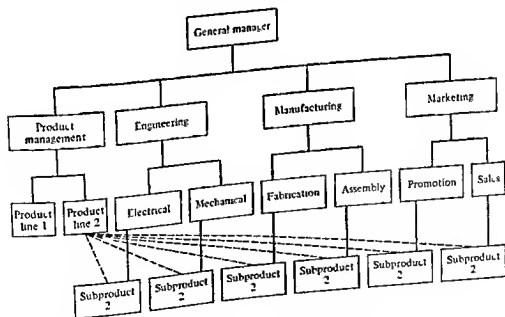 General manager
Product
management
Engineering
Manufacturing
Marketing
Product
line 1
Product
line 2
Electrical
Mechanical
Fabrication
Assembly
Promotion
Sales
Subproduct
2
Subproduct
2
Subproduct
2
Subproduct
2
Subproduct
2
Subproduct
2